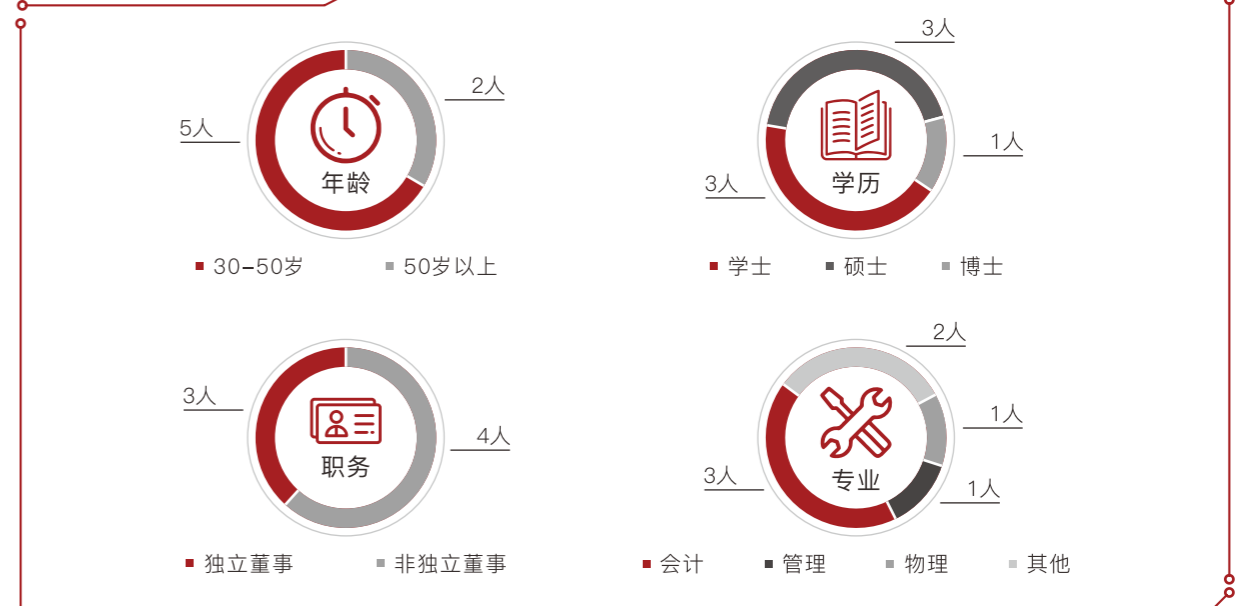 2人
5人
年龄
30–50岁
50岁以上
3人
1人
3人
学历
学士
硕士
博士
3人
4人
职务
独立董事
非独立董事
2人
1人
3人
1人
专业
会计
管理
物理
其他